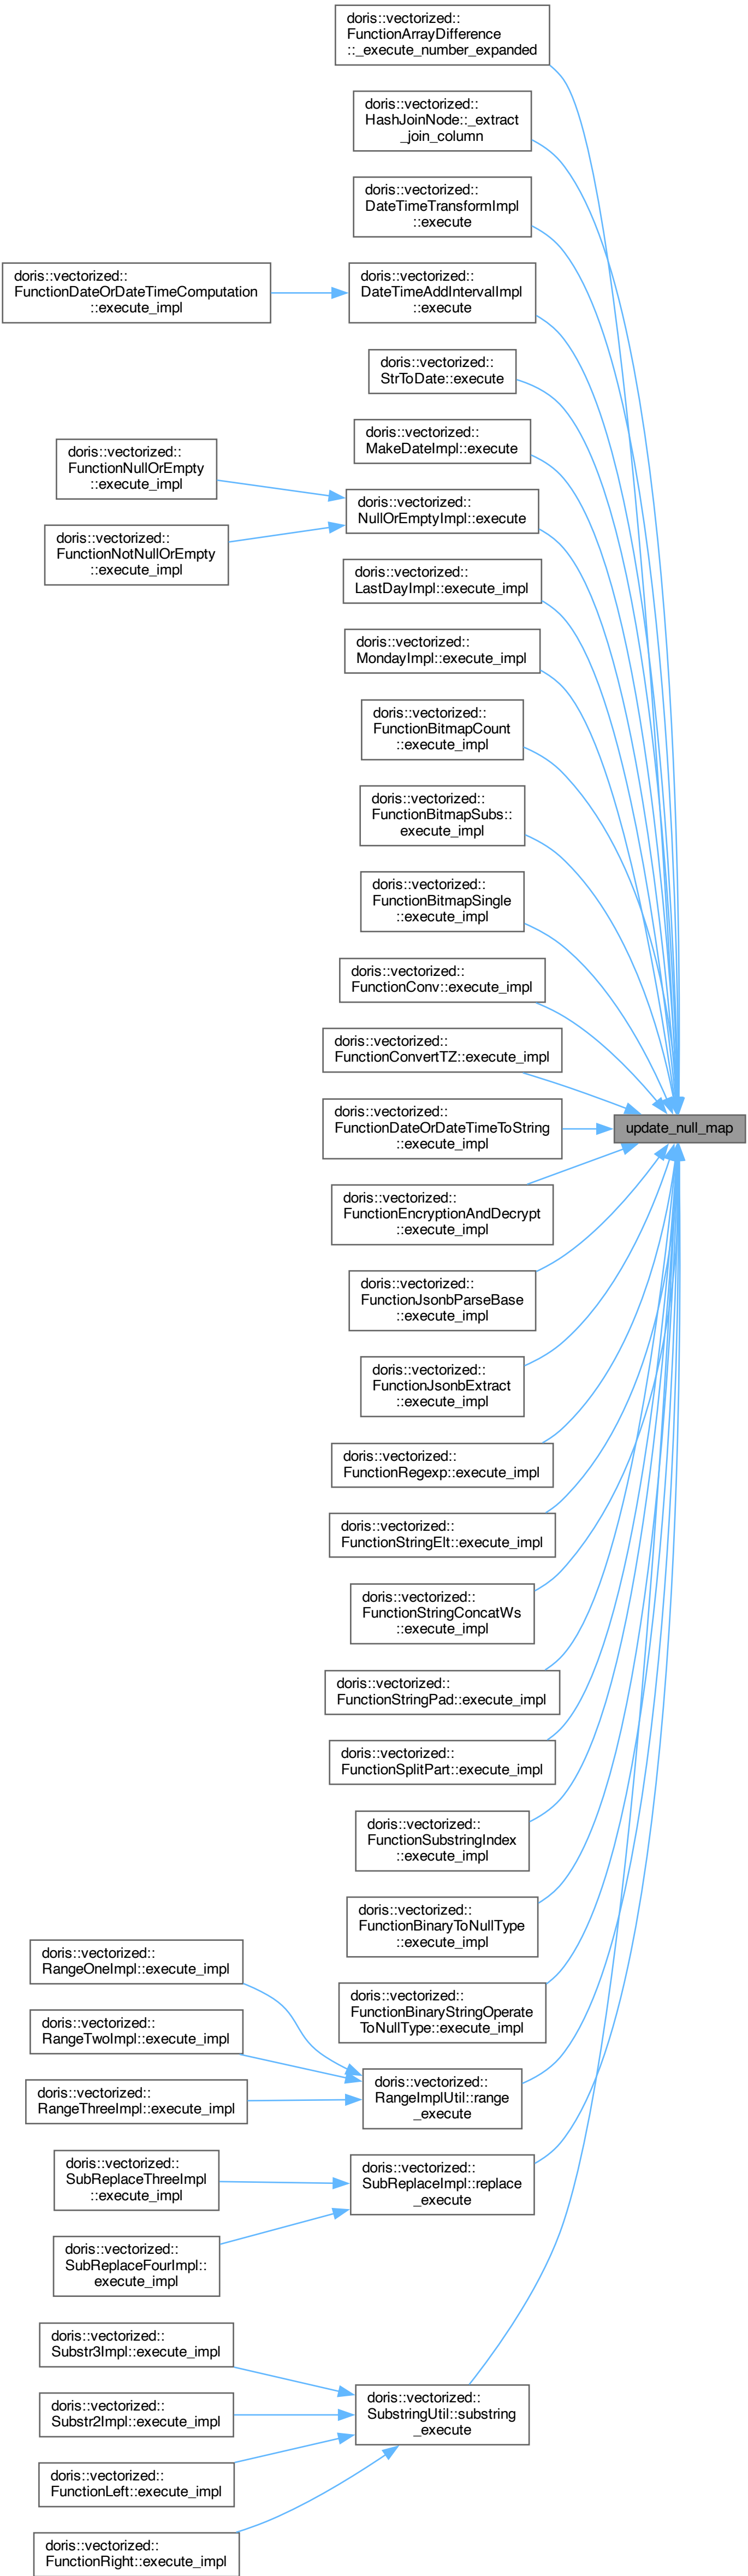 doris::vectorized::
FunctionArrayDifference
::_execute_number_expanded
doris::vectorized::
HashJoinNode::_extract
_join_column
doris::vectorized::
DateTimeTransformImpl
::execute
doris::vectorized::
FunctionDateOrDateTimeComputation
::execute_impl
doris::vectorized::
DateTimeAddIntervalImpl
::execute
doris::vectorized::
StrToDate::execute
doris::vectorized::
MakeDateImpl::execute
doris::vectorized::
FunctionNullOrEmpty
::execute_impl
doris::vectorized::
NullOrEmptyImpl::execute
doris::vectorized::
FunctionNotNullOrEmpty
::execute_impl
doris::vectorized::
LastDayImpl::execute_impl
doris::vectorized::
MondayImpl::execute_impl
doris::vectorized::
FunctionBitmapCount
::execute_impl
doris::vectorized::
FunctionBitmapSubs::
execute_impl
doris::vectorized::
FunctionBitmapSingle
::execute_impl
doris::vectorized::
FunctionConv::execute_impl
doris::vectorized::
FunctionConvertTZ::execute_impl
doris::vectorized::
FunctionDateOrDateTimeToString
::execute_impl
update_null_map
doris::vectorized::
FunctionEncryptionAndDecrypt
::execute_impl
doris::vectorized::
FunctionJsonbParseBase
::execute_impl
doris::vectorized::
FunctionJsonbExtract
::execute_impl
doris::vectorized::
FunctionRegexp::execute_impl
doris::vectorized::
FunctionStringElt::execute_impl
doris::vectorized::
FunctionStringConcatWs
::execute_impl
doris::vectorized::
FunctionStringPad::execute_impl
doris::vectorized::
FunctionSplitPart::execute_impl
doris::vectorized::
FunctionSubstringIndex
::execute_impl
doris::vectorized::
FunctionBinaryToNullType
::execute_impl
doris::vectorized::
RangeOneImpl::execute_impl
doris::vectorized::
FunctionBinaryStringOperate
ToNullType::execute_impl
doris::vectorized::
RangeTwoImpl::execute_impl
doris::vectorized::
RangeThreeImpl::execute_impl
doris::vectorized::
RangeImplUtil::range
_execute
doris::vectorized::
SubReplaceThreeImpl
::execute_impl
doris::vectorized::
SubReplaceImpl::replace
_execute
doris::vectorized::
SubReplaceFourImpl::
execute_impl
doris::vectorized::
Substr3Impl::execute_impl
doris::vectorized::
Substr2Impl::execute_impl
doris::vectorized::
SubstringUtil::substring
_execute
doris::vectorized::
FunctionLeft::execute_impl
doris::vectorized::
FunctionRight::execute_impl